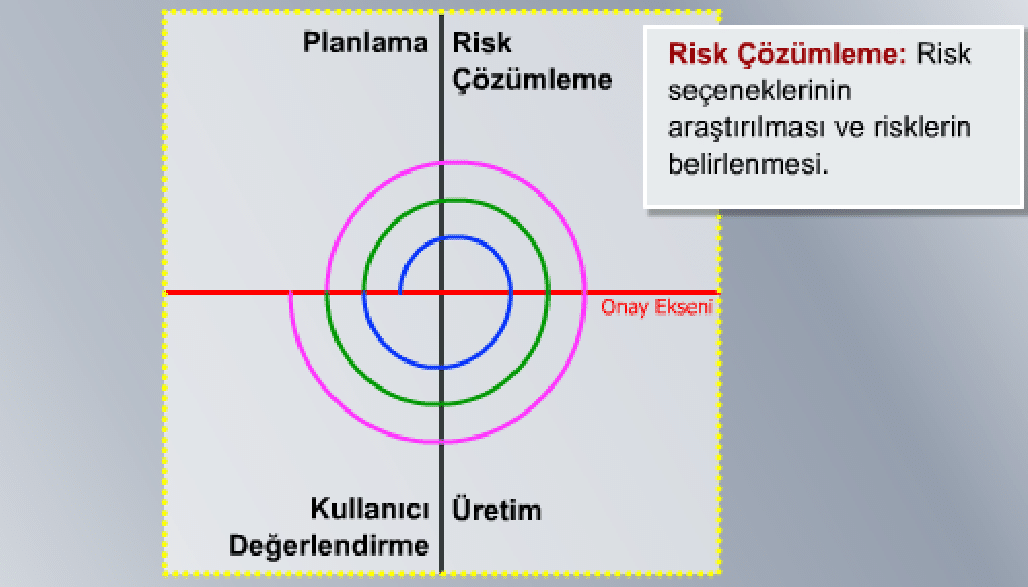 Planlama
Risk
Çözümleme
Risk Çözümleme: Risk
seçeneklerinin
araştırılması ve risklerin
belirlenmesi.
Onay Ekseni
Kullanıcı
Değerlendirme
Üretim